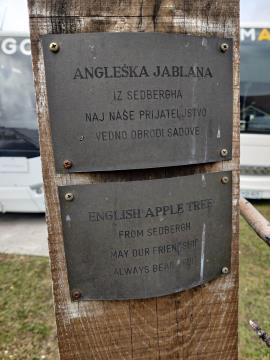 ANGLEŠKA JABLANA
IZ SEDBERGHA
NAJ NAŠE PRIJATELJSTVO
VEDNO OBRODI SADOVE
ENGLISH APPLE TREE
FROM SEDBERGH
MAY OUR FRIENDSHIP
ALWAYS BEAR